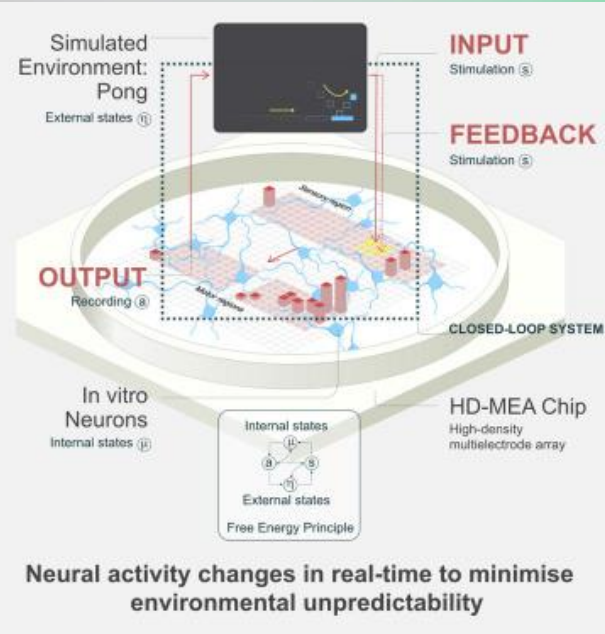 Simulated
Environment:
Pong
External states η
INPUT
Stimulation s
FEEDBACK
Stimulation s
Sensory region
OUTPUT
Recording a
Motor regions
CLOSED-LOOP SYSTEM
In vitro
Neurons
Internal states μ
HD-MEA Chip
High-density
multielectrode array
Internal states
μ
a s
η
External states
Free Energy Principle
Neural activity changes in real-time to minimise
environmental unpredictability